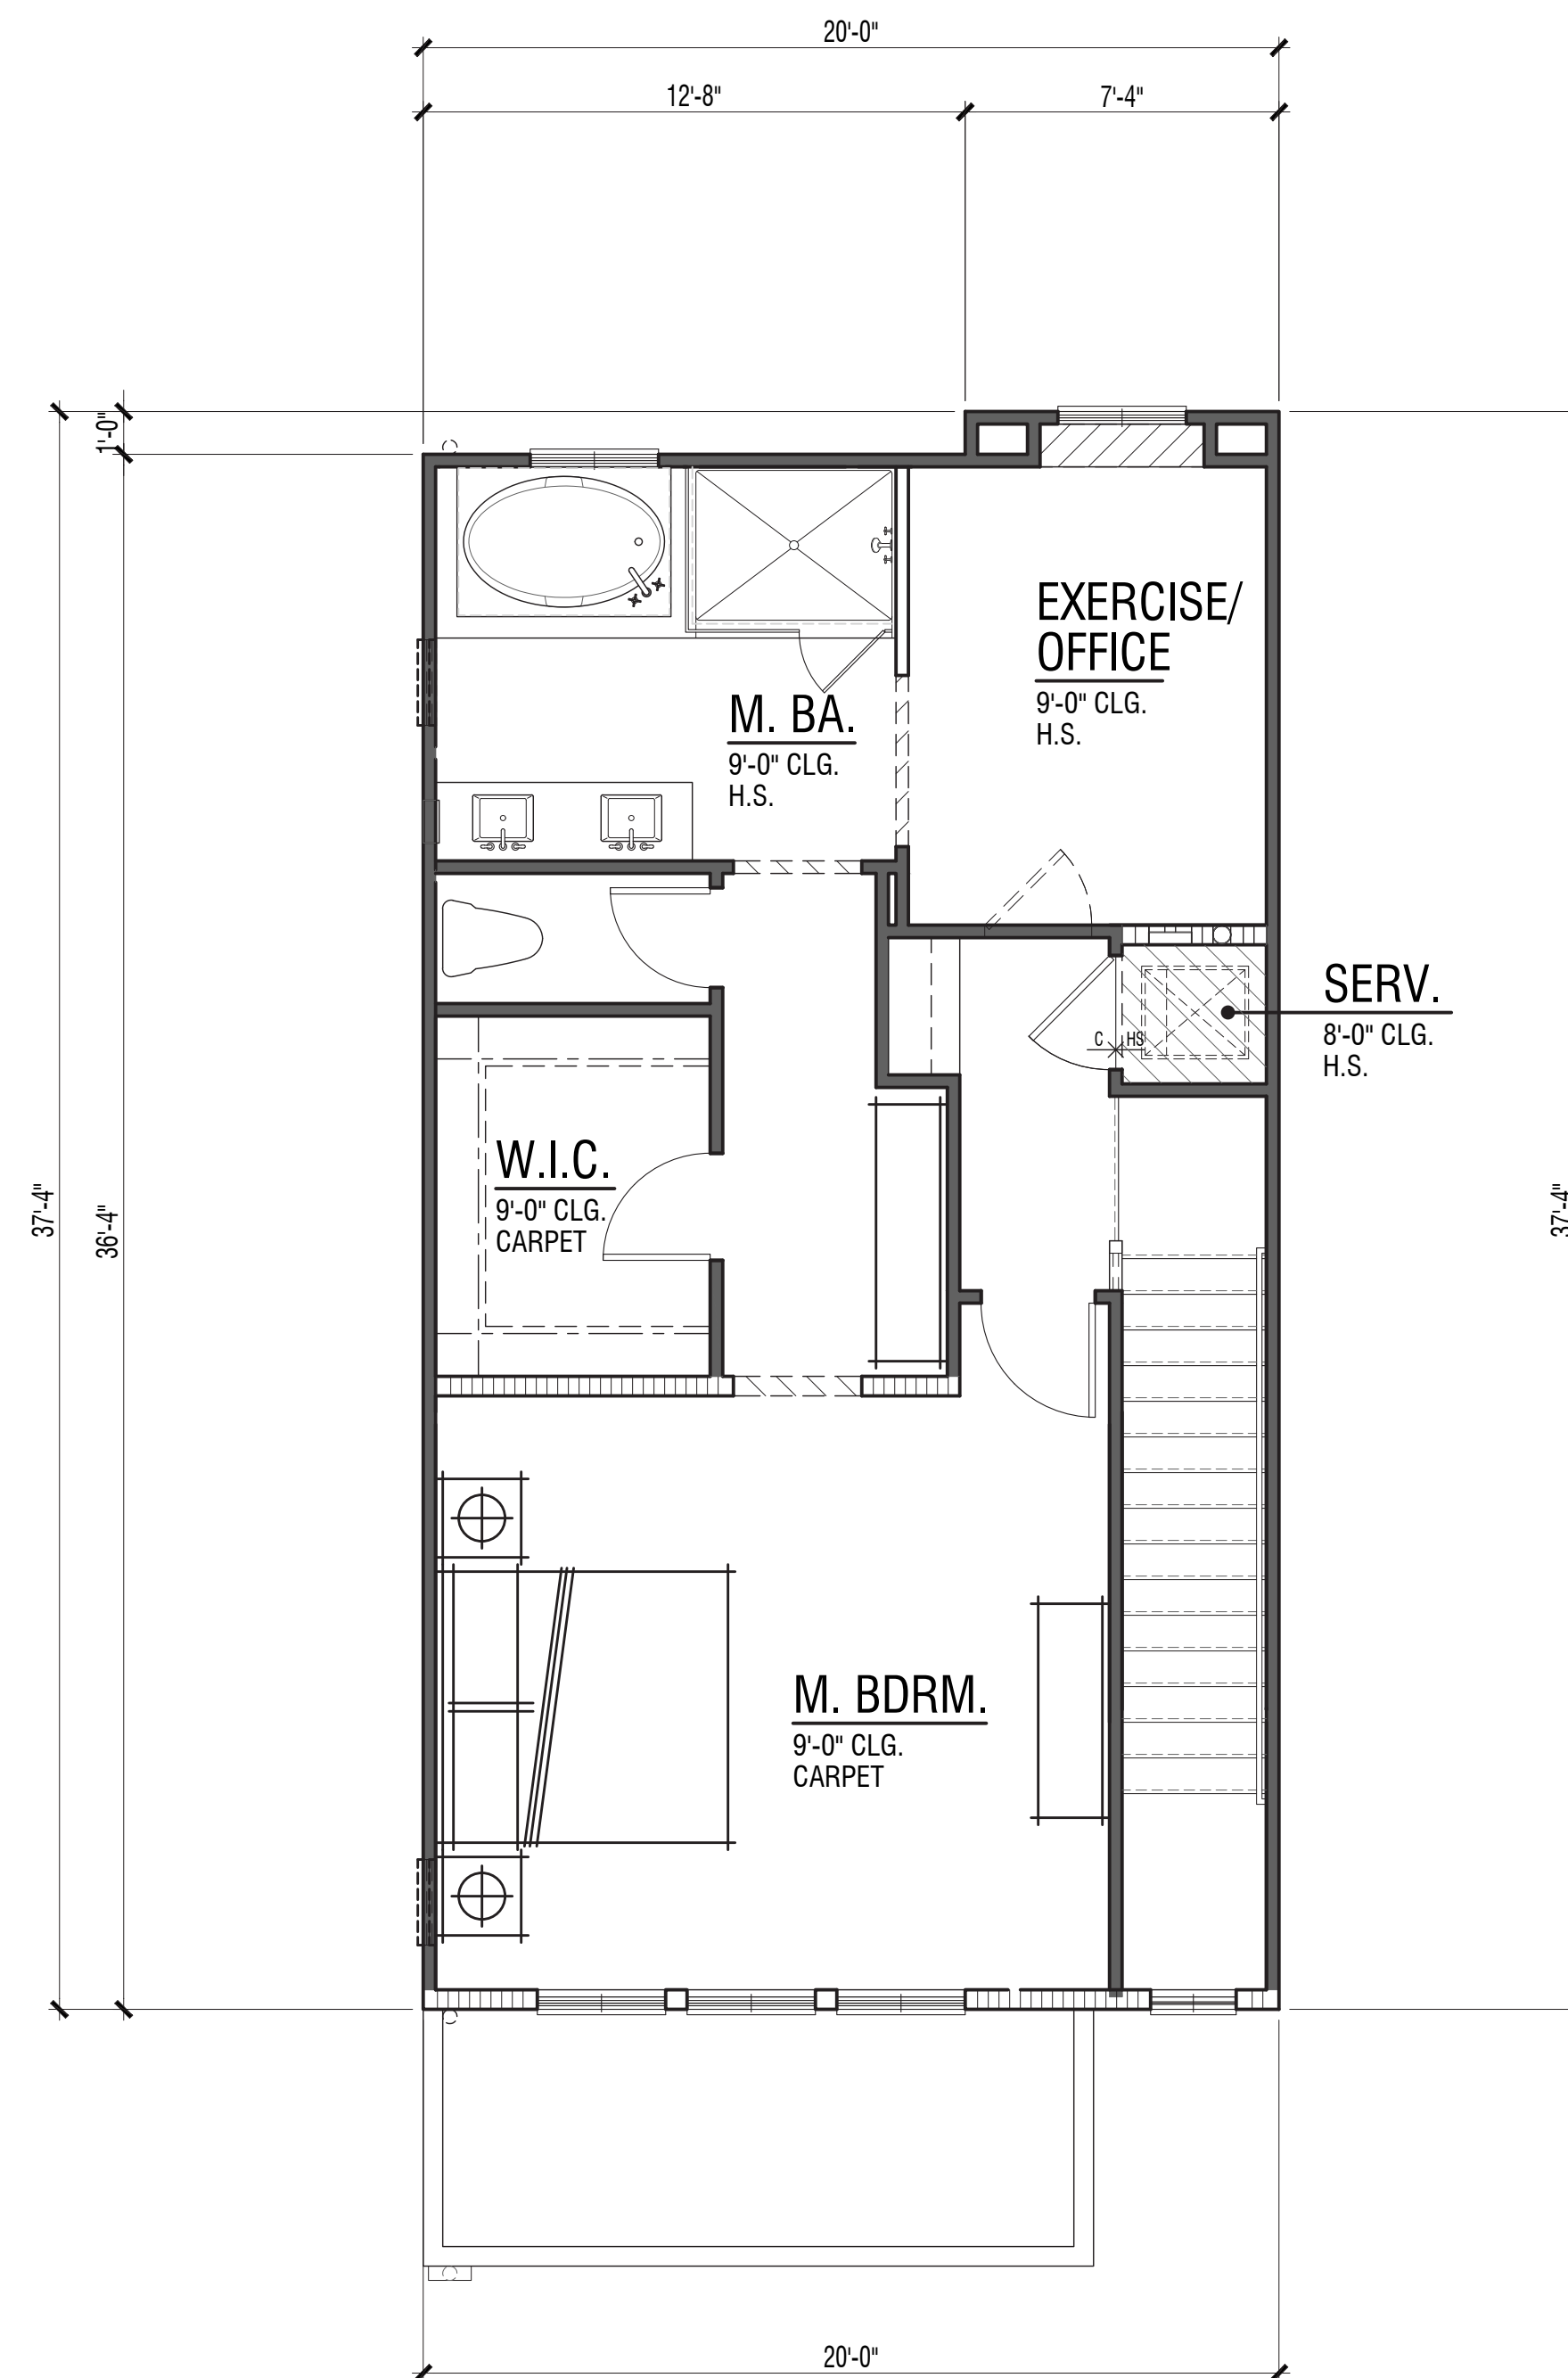 20'-0"
12'-8"
7'-4"
1'-0"
EXERCISE/
OFFICE
9'-0" CLG.
H.S.
M. BA.
9'-0" CLG.
H.S.
SERV.
8'-0" CLG.
H.S.
C HS
W.I.C.
9'-0" CLG.
CARPET
37'-4"
36'-4"
37'-4"
M. BDRM.
9'-0" CLG.
CARPET
20'-0"